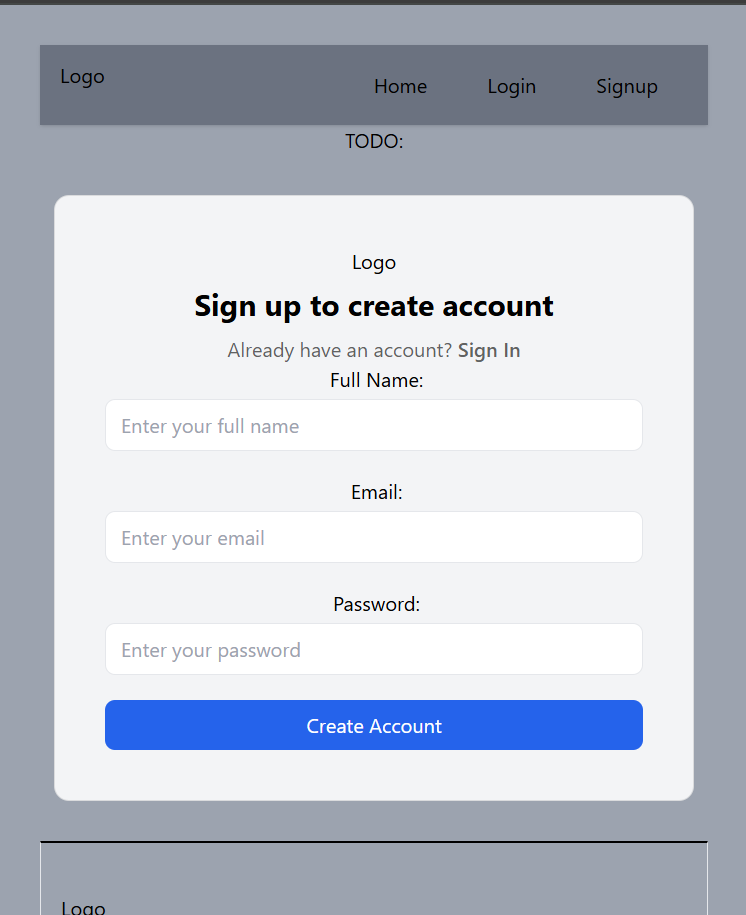 Logo
Home Login Signup
TODO:
Logo
Sign up to create account
Already have an account? Sign In
Full Name:
Enter your full name
Email:
Enter your email
Password:
Enter your password
Create Account
Logo